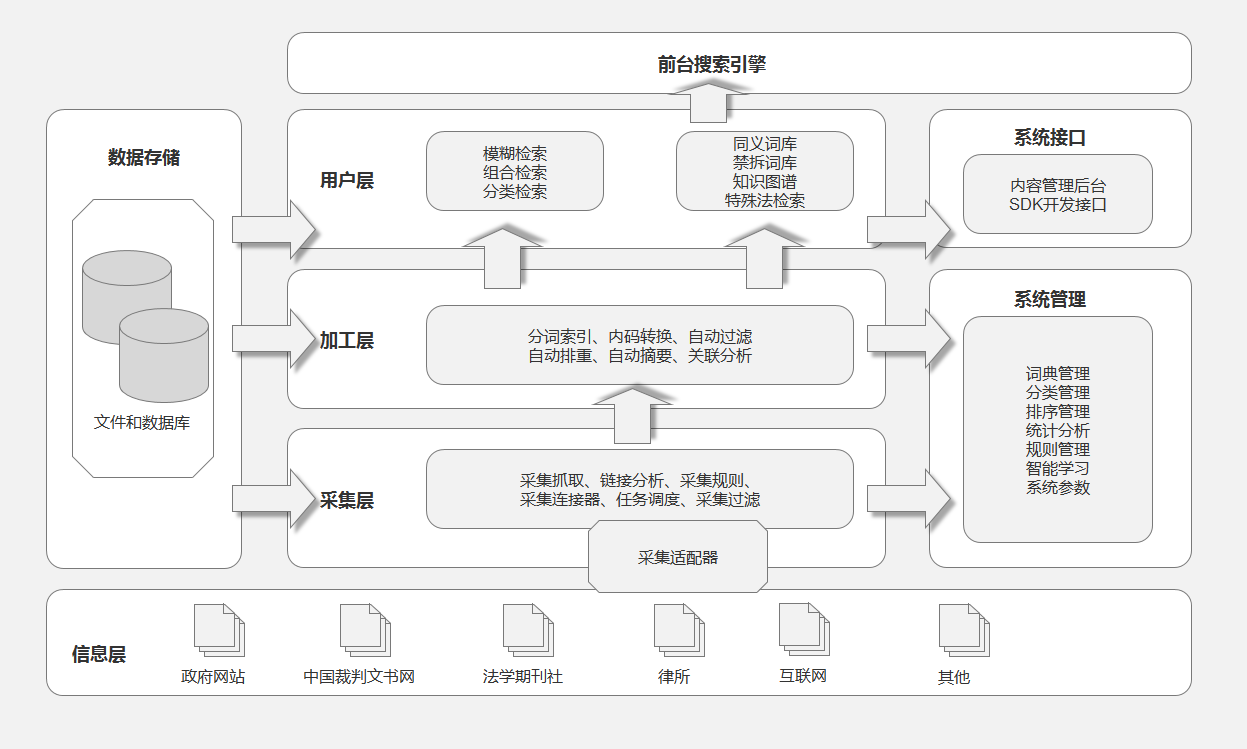 前台搜索引擎
数据存储
文件和数据库
用户层
模糊检索
组合检索
分类检索
同义词库
禁拆词库
知识图谱
特殊法检索
系统接口
内容管理后台
SDK开发接口
加工层
分词索引、内码转换、自动过滤
自动排重、自动摘要、关联分析
系统管理
词典管理
分类管理
排序管理
统计分析
规则管理
智能学习
系统参数
采集层
采集抓取、链接分析、采集规则、
采集连接器、任务调度、采集过滤
采集适配器
信息层
政府网站
中国裁判文书网
法学期刊社
律所
互联网
其他